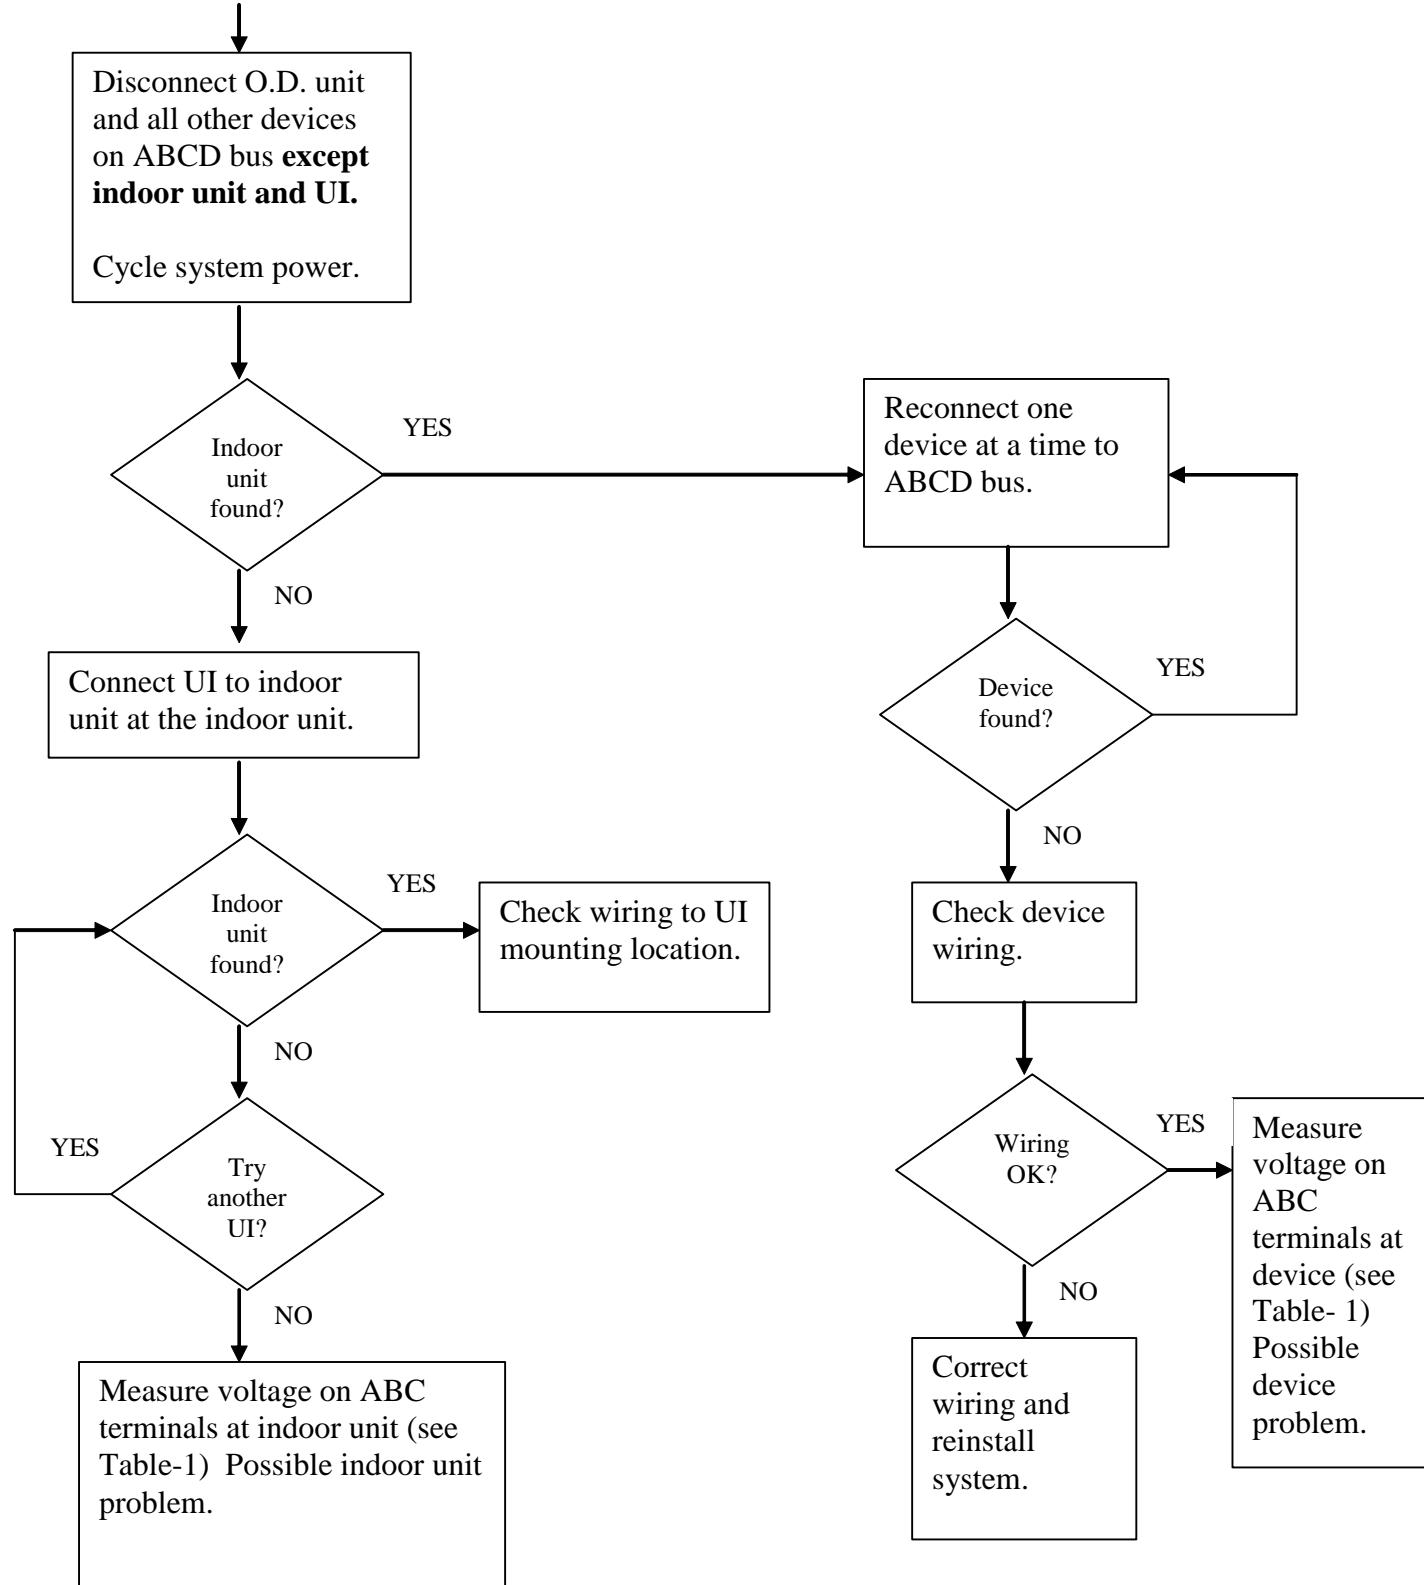 Disconnect O.D. unit
and all other devices
on ABCD bus except
indoor unit and UI.
Cycle system power.
Indoor
unit
found?
YES
NO
Reconnect one
device at a time to
ABCD bus.
Device
found?
YES
NO
Connect UI to indoor
unit at the indoor unit.
Indoor
unit
found?
YES
NO
Check wiring to UI
mounting location.
Check device
wiring.
Try
another
UI?
YES
NO
Wiring
OK?
YES
NO
Measure
voltage on
ABC
terminals at
device (see
Table- 1)
Possible
device
problem.
Measure voltage on ABC
terminals at indoor unit (see
Table-1)  Possible indoor unit
problem.
Correct
wiring and
reinstall
system.